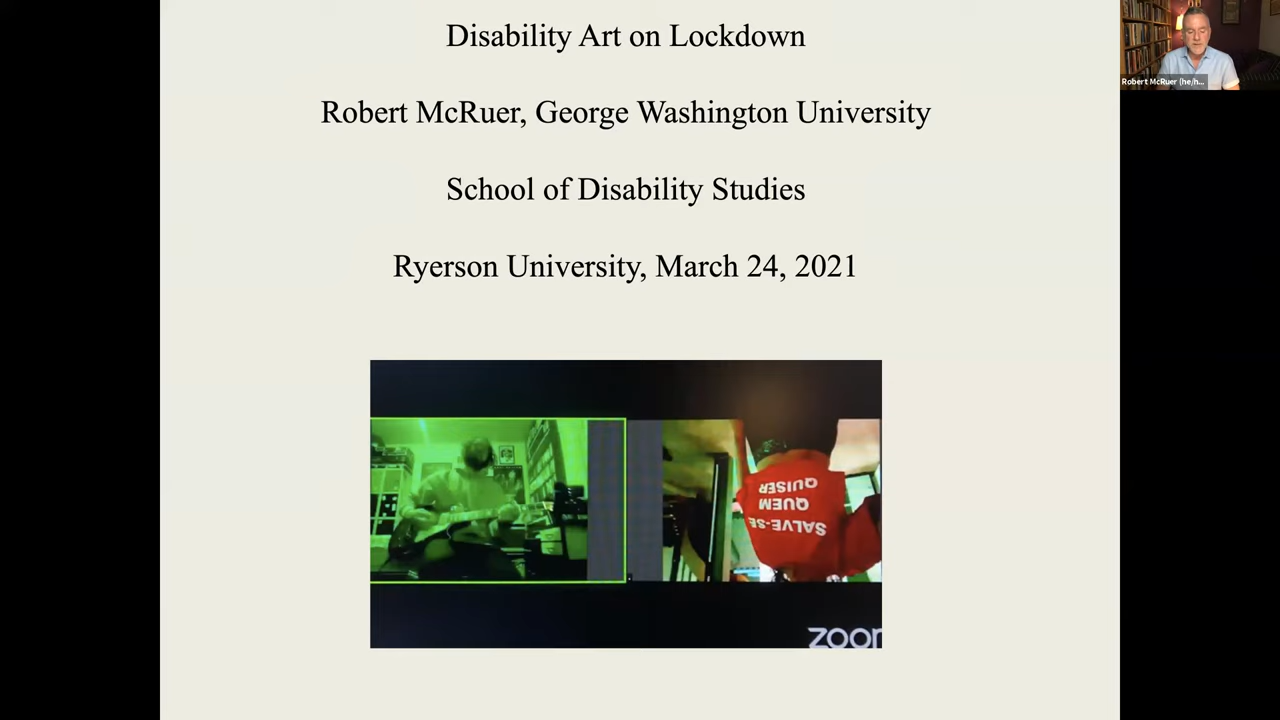 Disability Art on Lockdown
Robert McRuer (he/h...
Robert McRuer, George Washington University
School of Disability Studies
Ryerson University, March 24, 2021
SALVE-SE
QUEM
QUISER
zoom